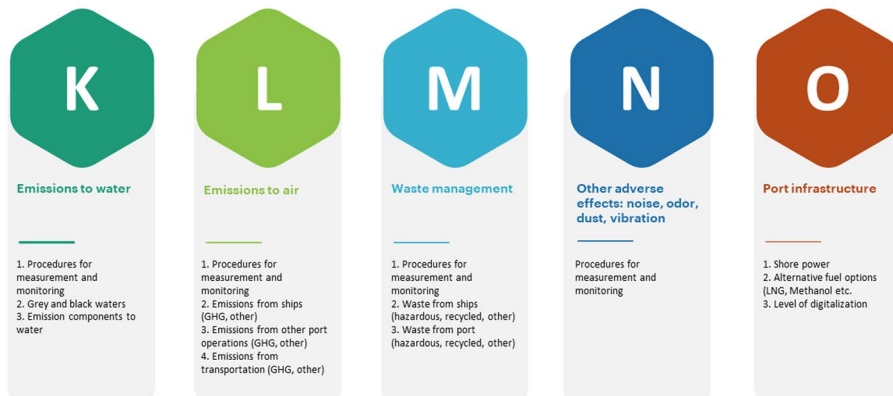 K
Emissions to water
1. Procedures for
measurement and
monitoring
2. Grey and black waters
3. Emission components to
water
L
Emissions to air
1. Procedures for
measurement and
monitoring
2. Emissions from ships
(GHG, other)
3. Emissions from other port
operations (GHG, other)
4. Emissions from
transportation (GHG, other)
M
Waste management
1. Procedures for
measurement and
monitoring
2. Waste from ships
(hazardous, recycled, other)
3. Waste from port
(hazardous, recycled, other)
N
Other adverse
effects: noise, odor,
dust, vibration
Procedures for
measurement and
monitoring
O
Port infrastructure
1. Shore power
2. Alternative fuel options
(LNG, Methanol etc.
3. Level of digitalization